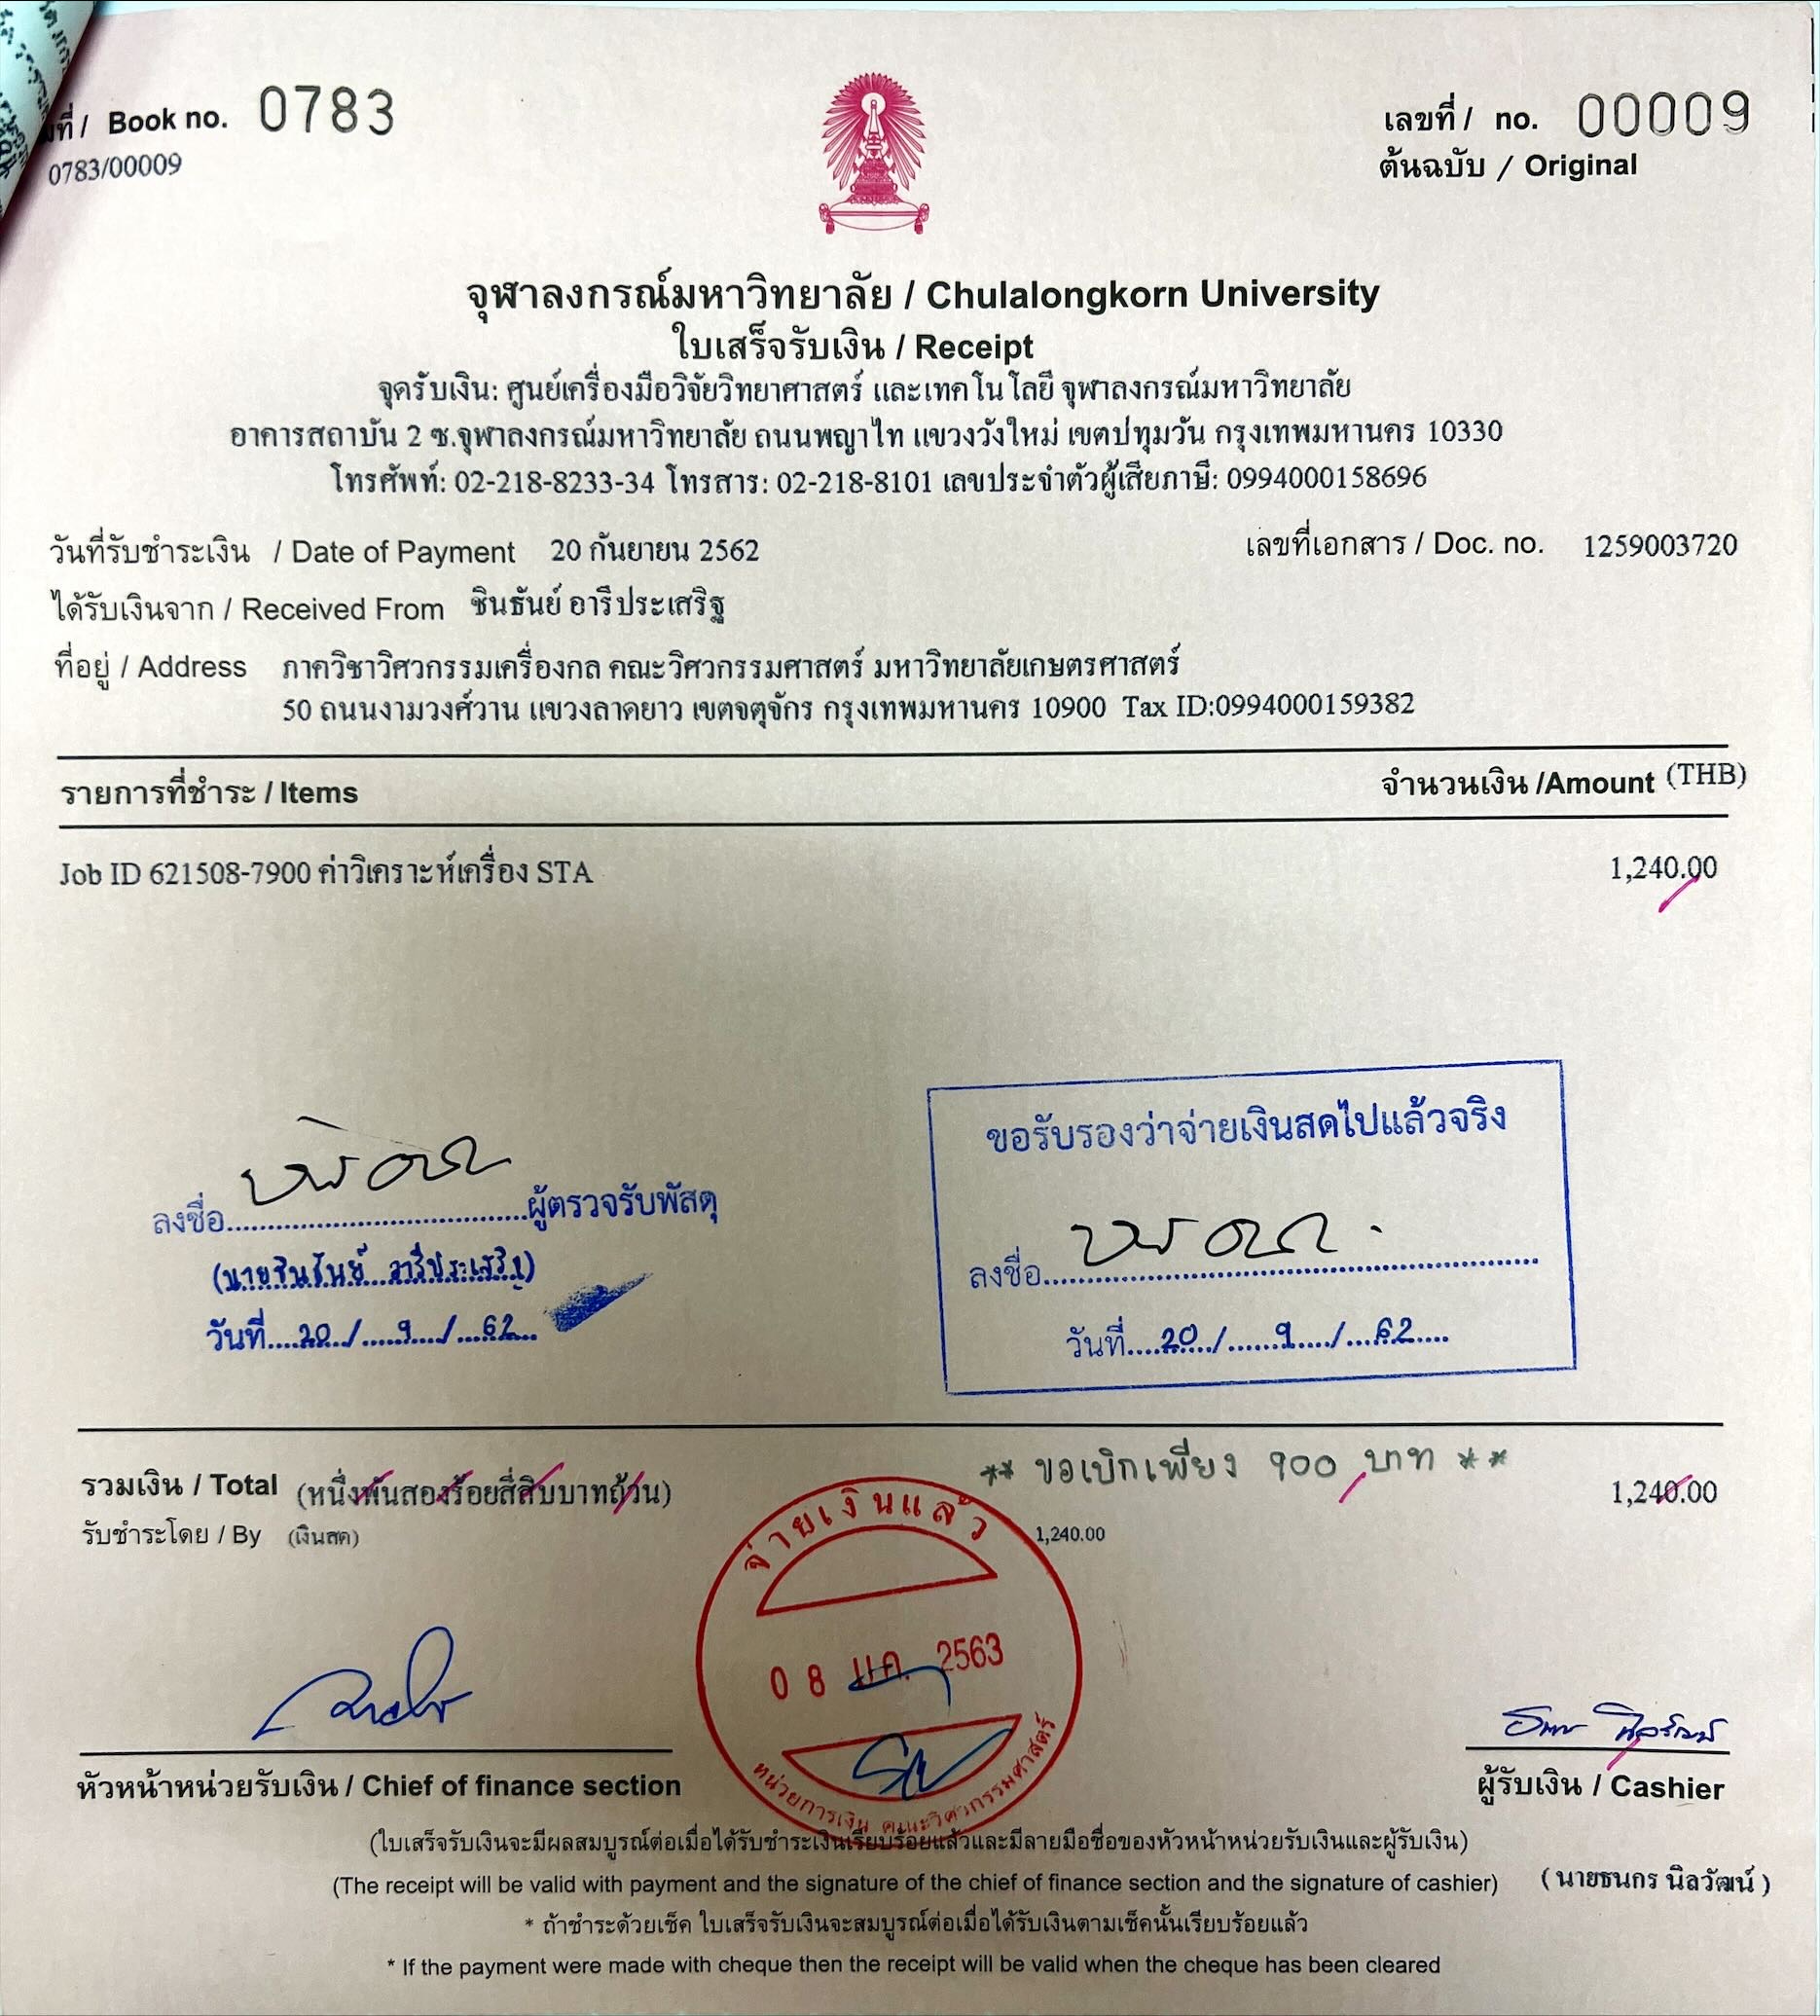 ที่ / Book no. 0783
0783/00009
เลขที่ / no. 00009
ต้นฉบับ / Original
จุฬาลงกรณ์มหาวิทยาลัย / Chulalongkorn University
ใบเสร็จรับเงิน / Receipt
จุดรับเงิน: ศูนย์เครื่องมือวิจัยวิทยาศาสตร์ และเทคโนโลยี จุฬาลงกรณ์มหาวิทยาลัย
อาคารสถาบัน 2 ซ.จุฬาลงกรณ์มหาวิทยาลัย ถนนพญาไท แขวงวังใหม่ เขตปทุมวัน กรุงเทพมหานคร 10330
โทรศัพท์: 02-218-8233-34 โทรสาร: 02-218-8101 เลขประจำตัวผู้เสียภาษี: 0994000158696
วันที่รับชำระเงิน / Date of Payment 20 กันยายน 2562 เลขที่เอกสาร / Doc. no. 1259003720
ได้รับเงินจาก / Received From ชินธันย์ อารีประเสริฐ
ที่อยู่ / Address ภาควิชาวิศวกรรมเครื่องกล คณะวิศวกรรมศาสตร์ มหาวิทยาลัยเกษตรศาสตร์
50 ถนนงามวงศ์วาน แขวงลาดยาว เขตจตุจักร กรุงเทพมหานคร 10900 Tax ID:0994000159382
รายการที่ชำระ / Items จำนวนเงิน /Amount (THB)
Job ID 621508-7900 ค่าวิเคราะห์เครื่อง STA 1,240.00
ลงชื่อ ผู้ตรวจรับพัสดุ
(นายชินธันย์ อารีประเสริฐ)
วันที่ 20 / 9 / 62
ขอรับรองว่าจ่ายเงินสดไปแล้วจริง
ลงชื่อ
วันที่ 20 / 9 / 62
** ขอเบิกเพียง 900 บาท **
รวมเงิน / Total (หนึ่งพันสองร้อยสี่สิบบาทถ้วน) 1,240.00
รับชำระโดย / By (เงินสด) 1,240.00
จ่ายเงินแล้ว
08 ม.ค. 2563
หน่วยการเงิน คณะวิศวกรรมศาสตร์
หัวหน้าหน่วยรับเงิน / Chief of finance section
ผู้รับเงิน / Cashier
(ใบเสร็จรับเงินจะมีผลสมบูรณ์ต่อเมื่อได้รับชำระเงินเรียบร้อยแล้วและมีลายมือชื่อของหัวหน้าหน่วยรับเงินและผู้รับเงิน)
(The receipt will be valid with payment and the signature of the chief of finance section and the signature of cashier) (นายธนกร นิลวัฒน์)
* ถ้าชำระด้วยเช็ค ใบเสร็จรับเงินจะสมบูรณ์ต่อเมื่อได้รับเงินตามเช็คนั้นเรียบร้อยแล้ว
* If the payment were made with cheque then the receipt will be valid when the cheque has been cleared